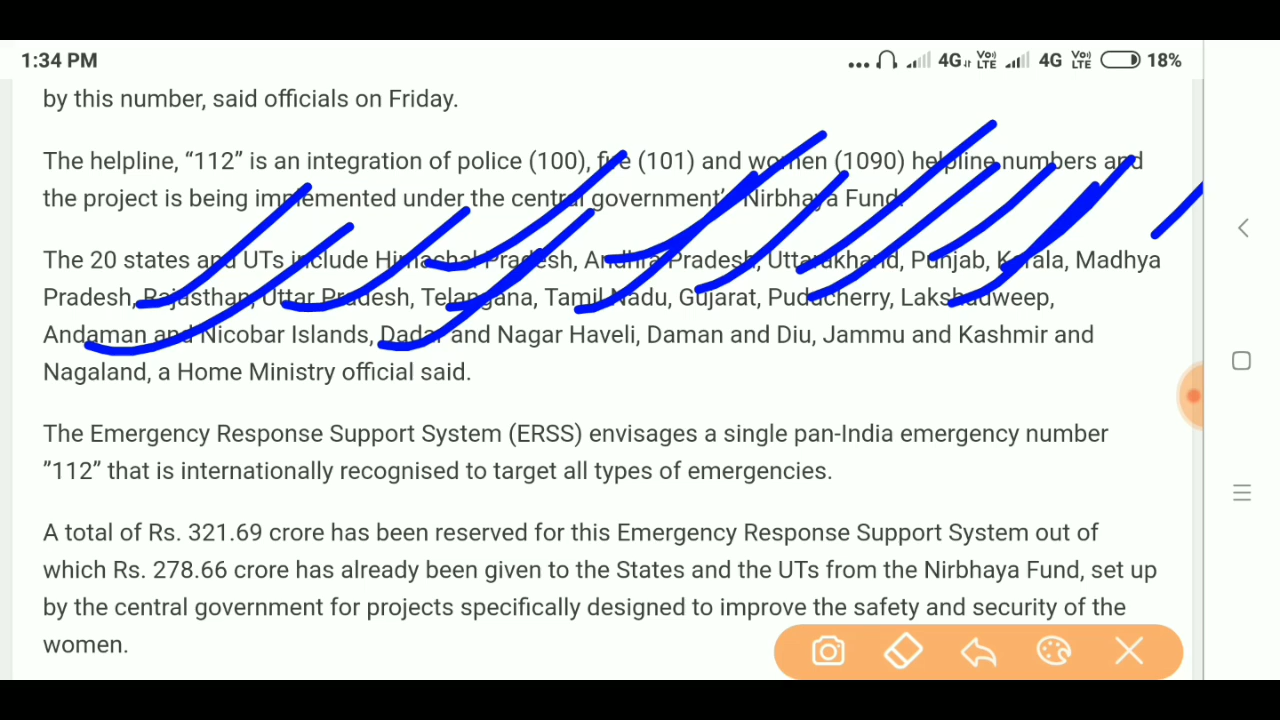 1:34 PM
4G VoLTE 4G VoLTE 18%
by this number, said officials on Friday.
The helpline, “112” is an integration of police (100), fire (101) and women (1090) helpline numbers and
the project is being implemented under the central government’s Nirbhaya Fund.
The 20 states and UTs include Himachal Pradesh, Andhra Pradesh, Uttarakhand, Punjab, Kerala, Madhya
Pradesh, Rajasthan, Uttar Pradesh, Telangana, Tamil Nadu, Gujarat, Puducherry, Lakshadweep,
Andaman and Nicobar Islands, Dadar and Nagar Haveli, Daman and Diu, Jammu and Kashmir and
Nagaland, a Home Ministry official said.
The Emergency Response Support System (ERSS) envisages a single pan-India emergency number
”112” that is internationally recognised to target all types of emergencies.
A total of Rs. 321.69 crore has been reserved for this Emergency Response Support System out of
which Rs. 278.66 crore has already been given to the States and the UTs from the Nirbhaya Fund, set up
by the central government for projects specifically designed to improve the safety and security of the
women.